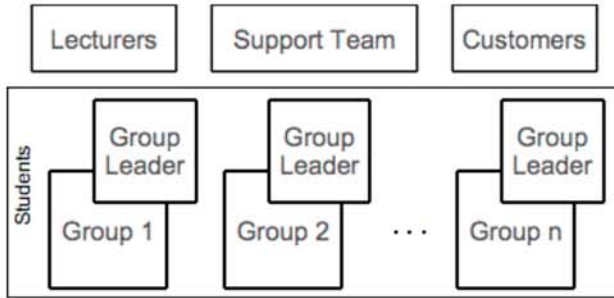 Lecturers
Support Team
Customers
Students
Group
Leader
Group
Leader
Group
Leader
Group 1
Group 2
...
Group n